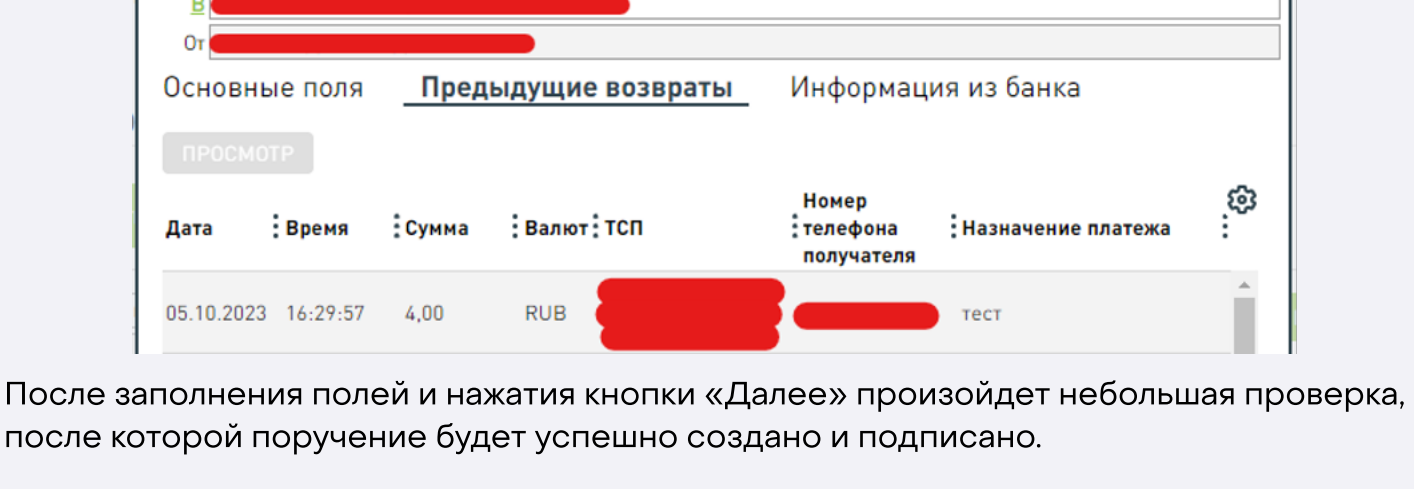 В
От
Основные поля Предыдущие возвраты Информация из банка
ПРОСМОТР
Дата Время Сумма Валют ТСП Номер телефона получателя Назначение платежа
05.10.2023 16:29:57 4,00 RUB тест
После заполнения полей и нажатия кнопки «Далее» произойдет небольшая проверка,
после которой поручение будет успешно создано и подписано.